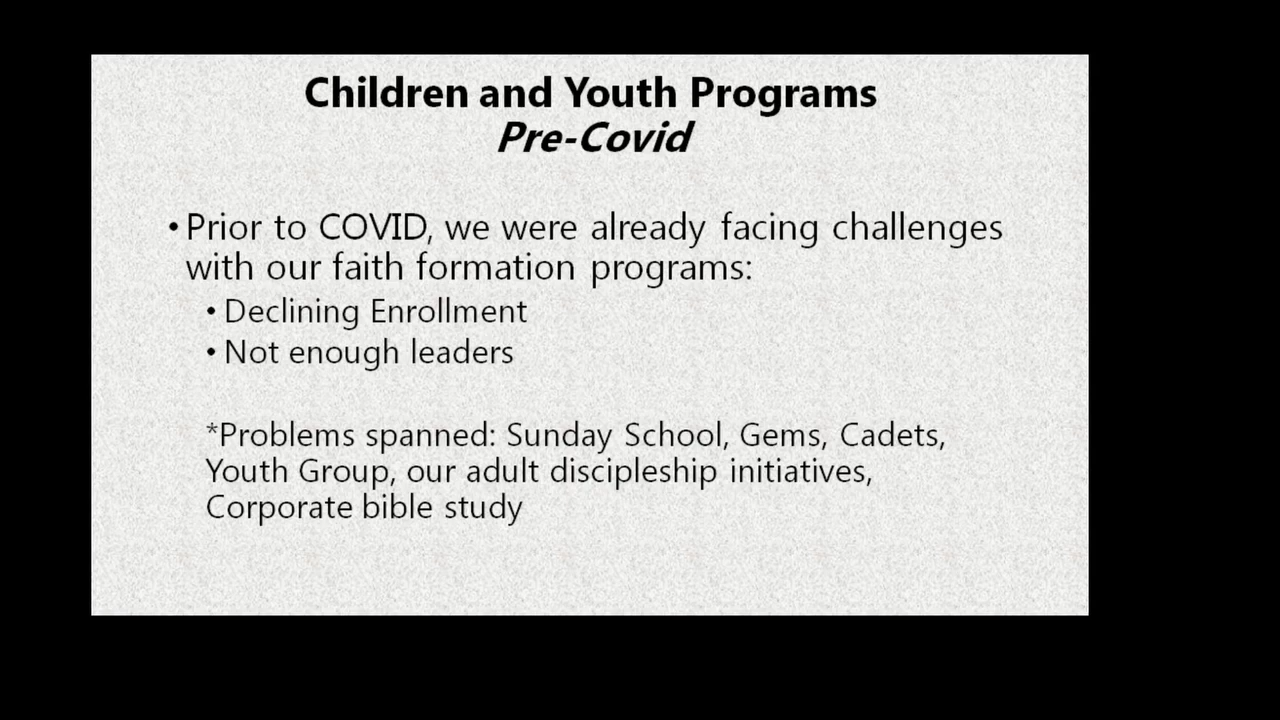 Children and Youth Programs
Pre-Covid
• Prior to COVID, we were already facing challenges
with our faith formation programs:
• Declining Enrollment
• Not enough leaders
*Problems spanned: Sunday School, Gems, Cadets,
Youth Group, our adult discipleship initiatives,
Corporate bible study